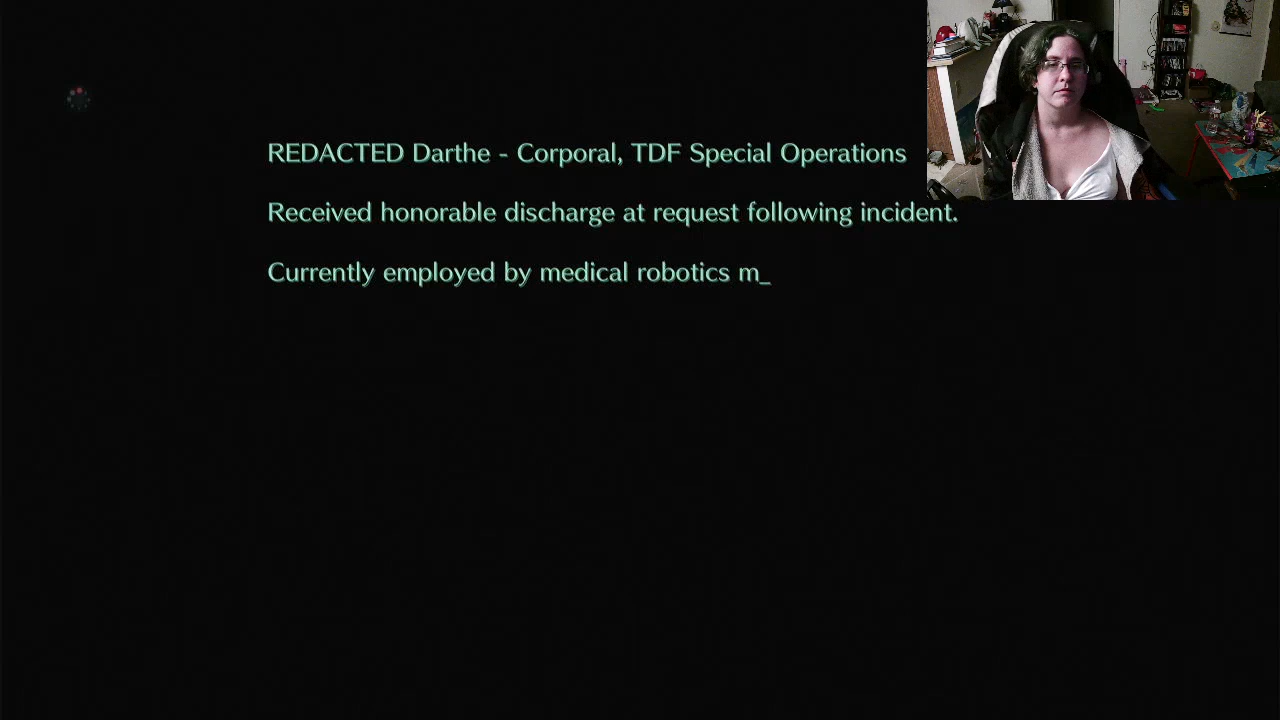 REDACTED Darthe - Corporal, TDF Special Operations
Received honorable discharge at request following incident.
Currently employed by medical robotics m_